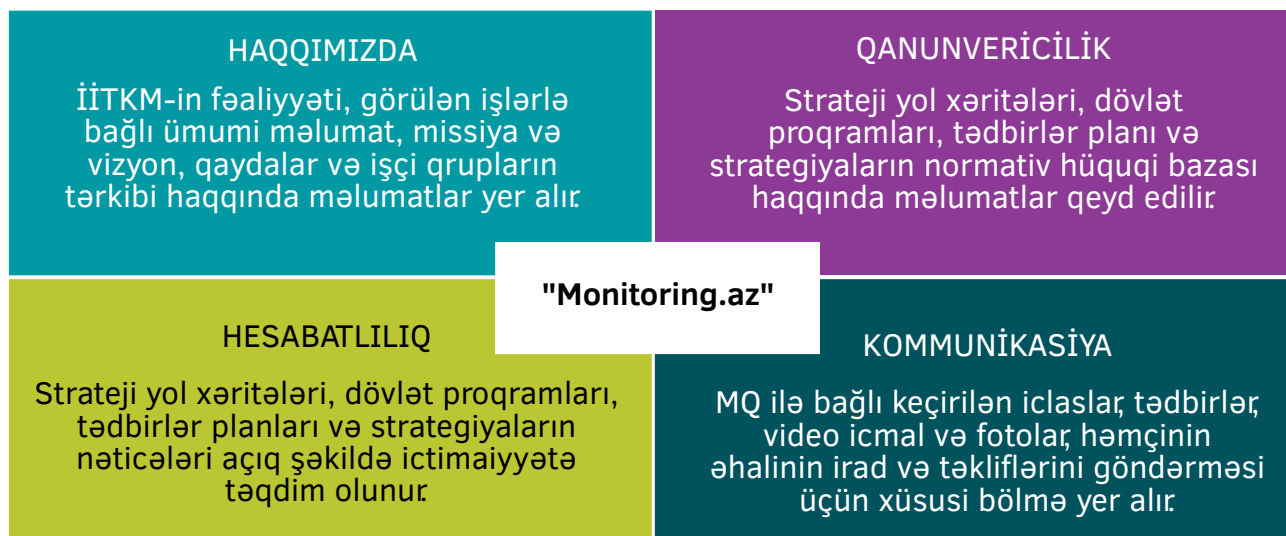 HAQQIMIZDA
İİTKM-in fəaliyyəti, görülən işlərlə
bağlı ümumi məlumat, missiya və
vizyon, qaydalar və işçi qrupların
tərkibi haqqında məlumatlar yer alır.
QANUNVERİCİLİK
Strateji yol xəritələri, dövlət
proqramları, tədbirlər planı və
strategiyaların normativ hüquqi bazası
haqqında məlumatlar qeyd edilir.
"Monitoring.az"
HESABATLILIQ
Strateji yol xəritələri, dövlət proqramları,
tədbirlər planları və strategiyaların
nəticələri açıq şəkildə ictimaiyyətə
təqdim olunur.
KOMMUNİKASİYA
MQ ilə bağlı keçirilən iclaslar, tədbirlər,
video icmal və fotolar, həmçinin
əhalinin irad və təkliflərini göndərməsi
üçün xüsusi bölmə yer alır.